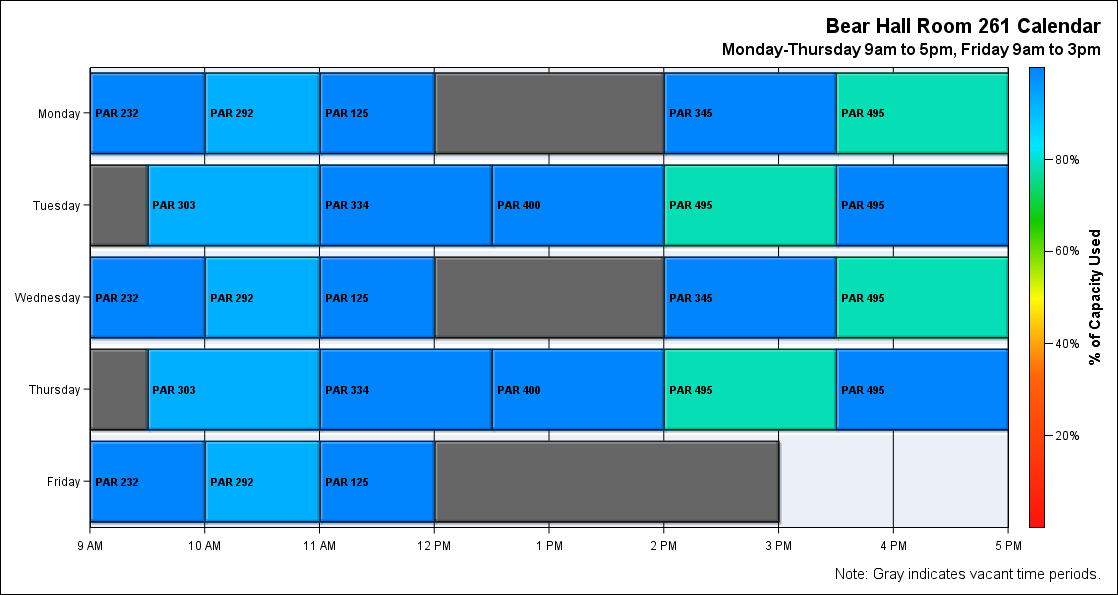 Bear Hall Room 261 Calendar
Monday-Thursday 9am to 5pm, Friday 9am to 3pm
Monday PAR 232 PAR 292 PAR 125 PAR 345 PAR 495
Tuesday PAR 303 PAR 334 PAR 400 PAR 495 PAR 495
Wednesday PAR 232 PAR 292 PAR 125 PAR 345 PAR 495
Thursday PAR 303 PAR 334 PAR 400 PAR 495 PAR 495
Friday PAR 232 PAR 292 PAR 125
9 AM 10 AM 11 AM 12 PM 1 PM 2 PM 3 PM 4 PM 5 PM
80%
60%
40%
20%
% of Capacity Used
Note: Gray indicates vacant time periods.